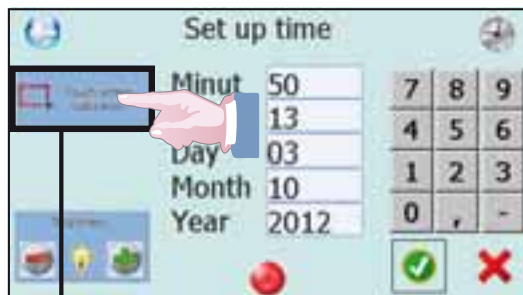 Set up time
Minut 50
13
Day 03
Month 10
Year 2012
7 8 9
4 5 6
1 2 3
0 , -